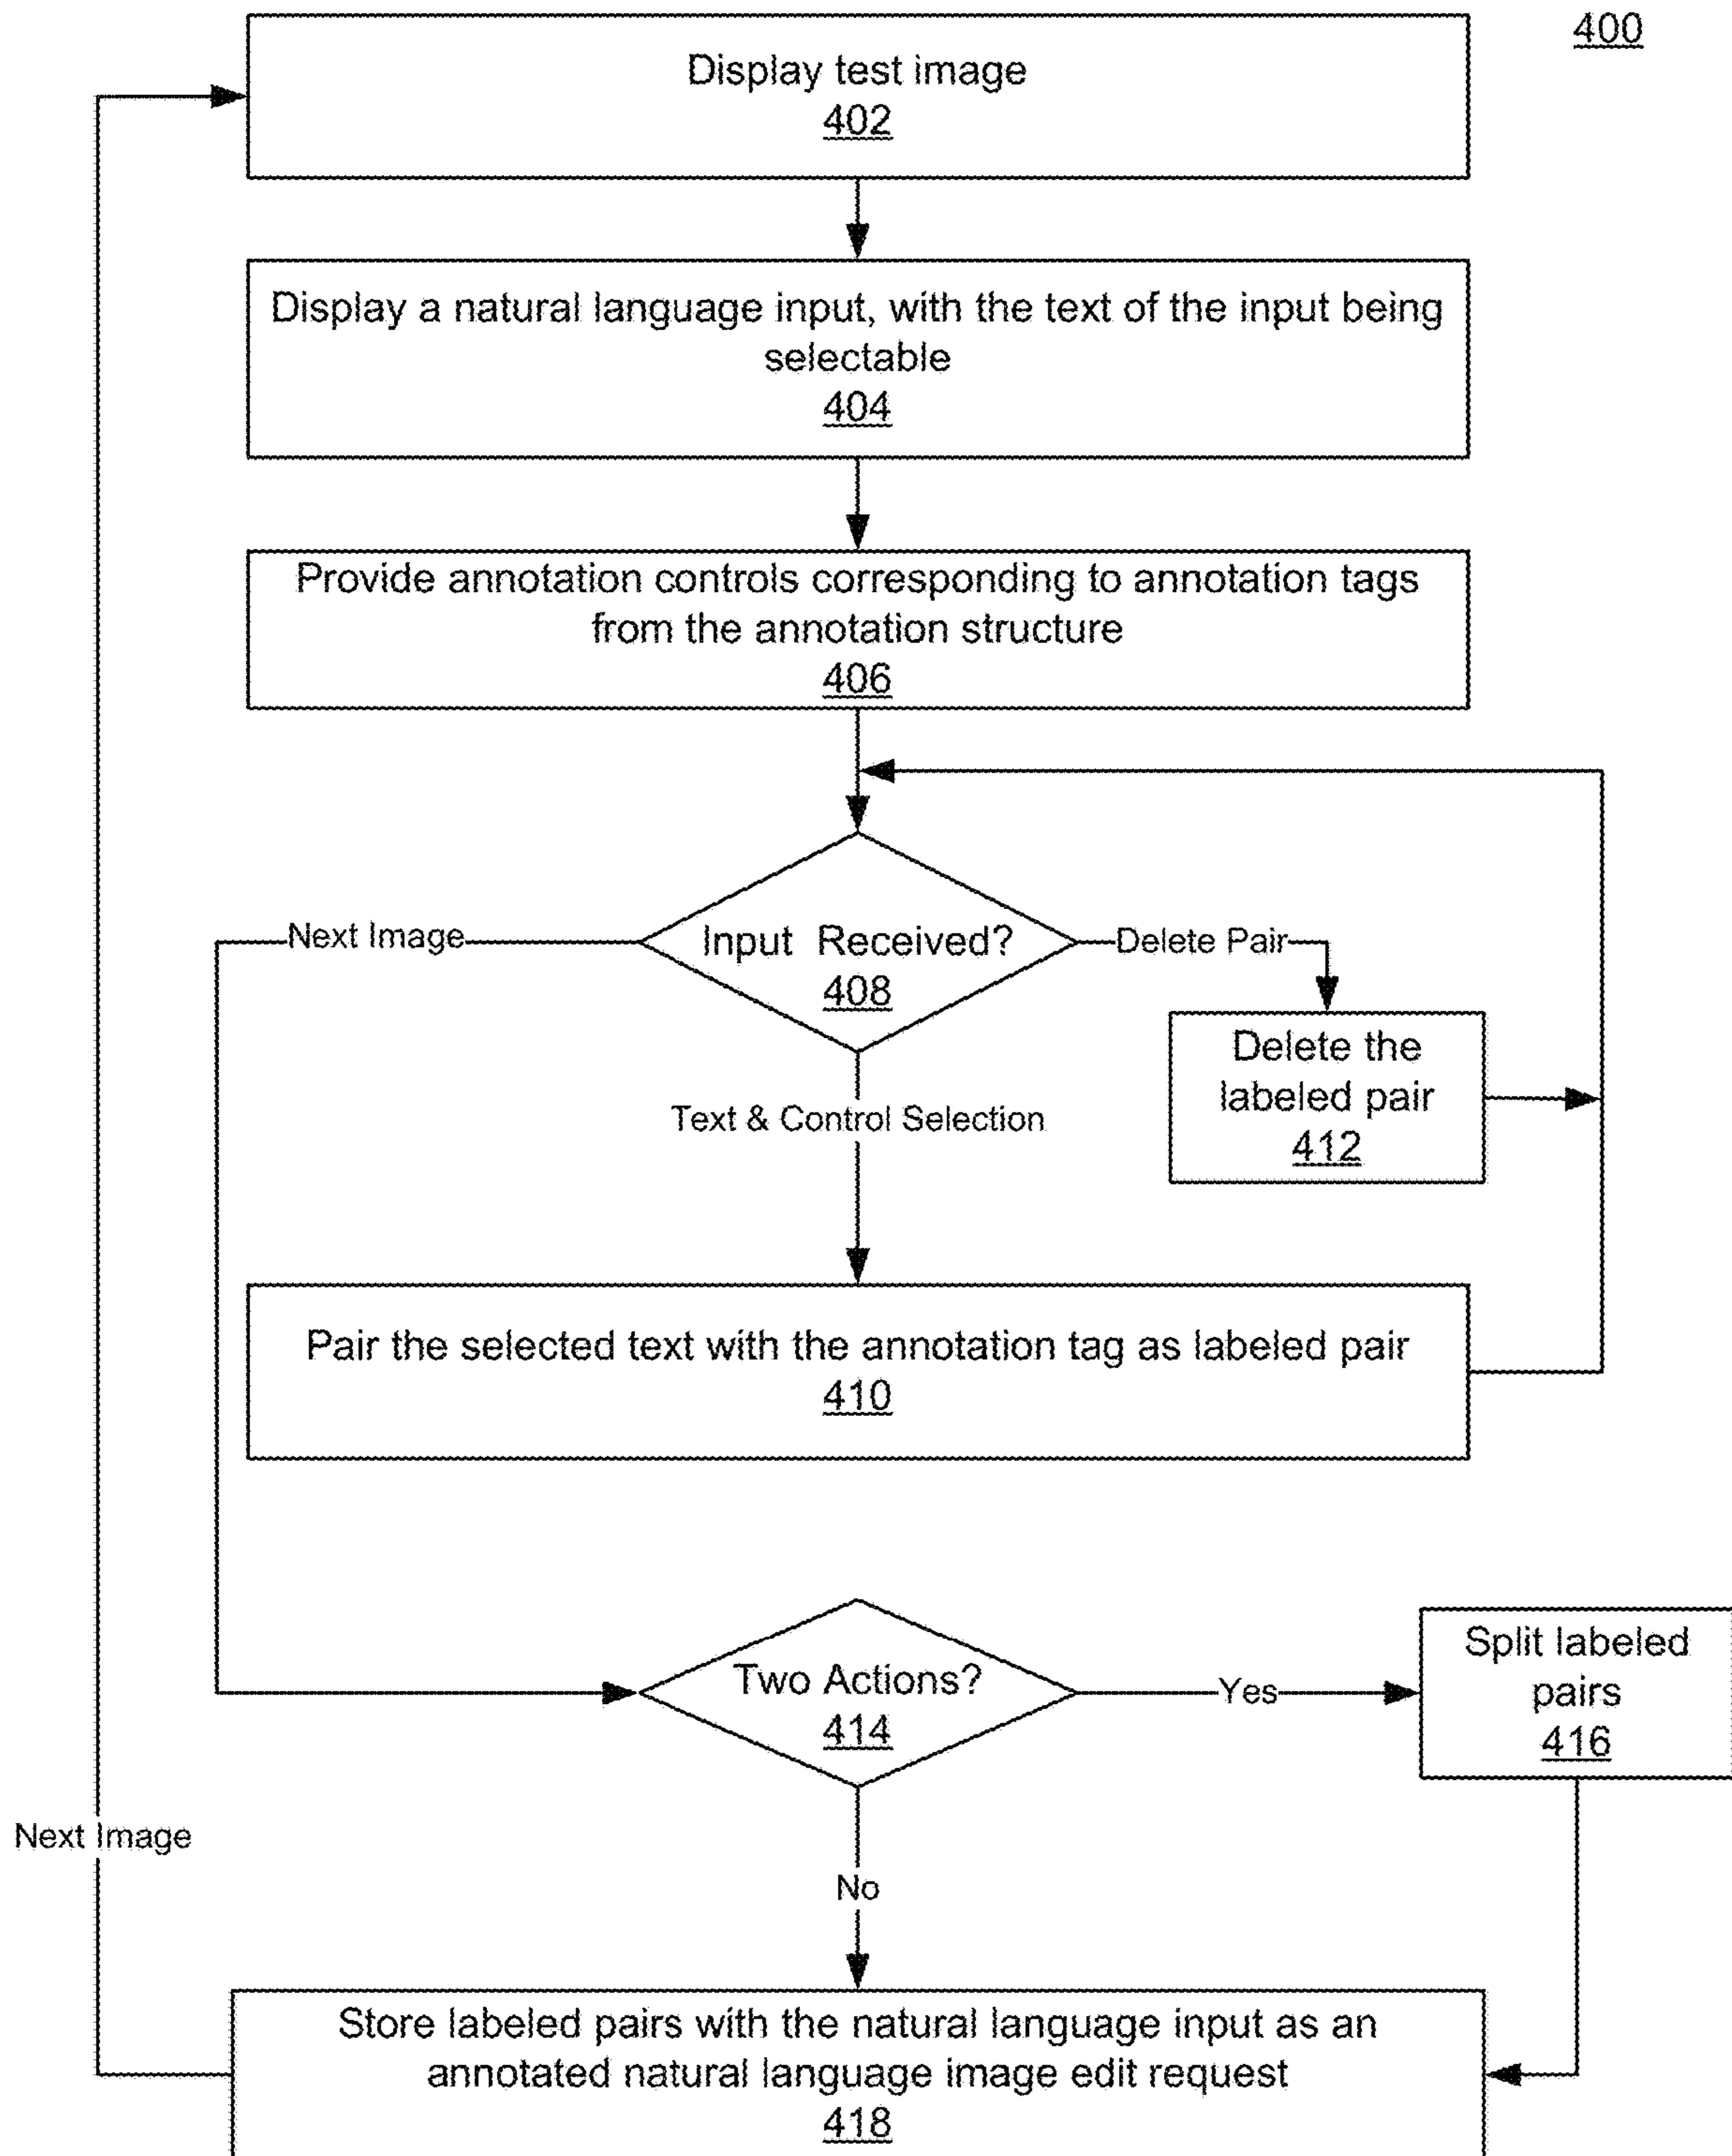 400
Display test image
402
Display a natural language input, with the text of the input being
selectable
404
Provide annotation controls corresponding to annotation tags
from the annotation structure
406
Next Image
Input Received?
408
Delete Pair
Delete the
labeled pair
412
Text & Control Selection
Pair the selected text with the annotation tag as labeled pair
410
Two Actions?
414
Yes
Split labeled
pairs
416
Next Image
No
Store labeled pairs with the natural language input as an
annotated natural language image edit request
418